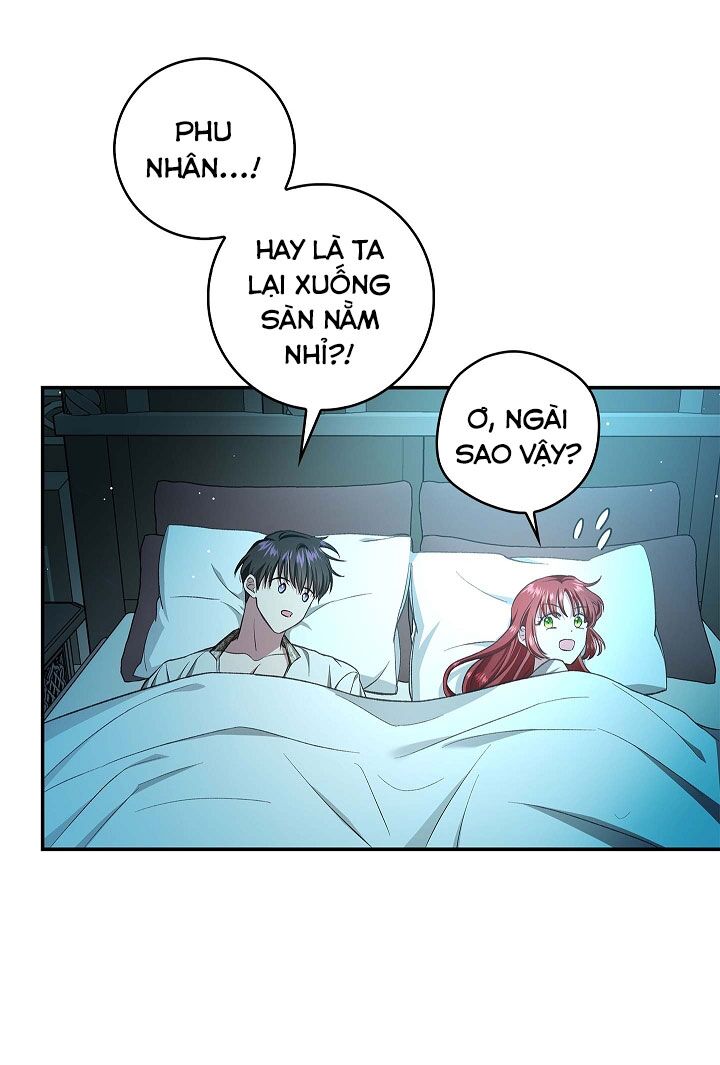 PHU
NHÂN...!
HAY LÀ TA
LẠI XUỐNG
SÀN NẰM
NHỈ?!
Ơ, NGÀI
SAO VẬY?